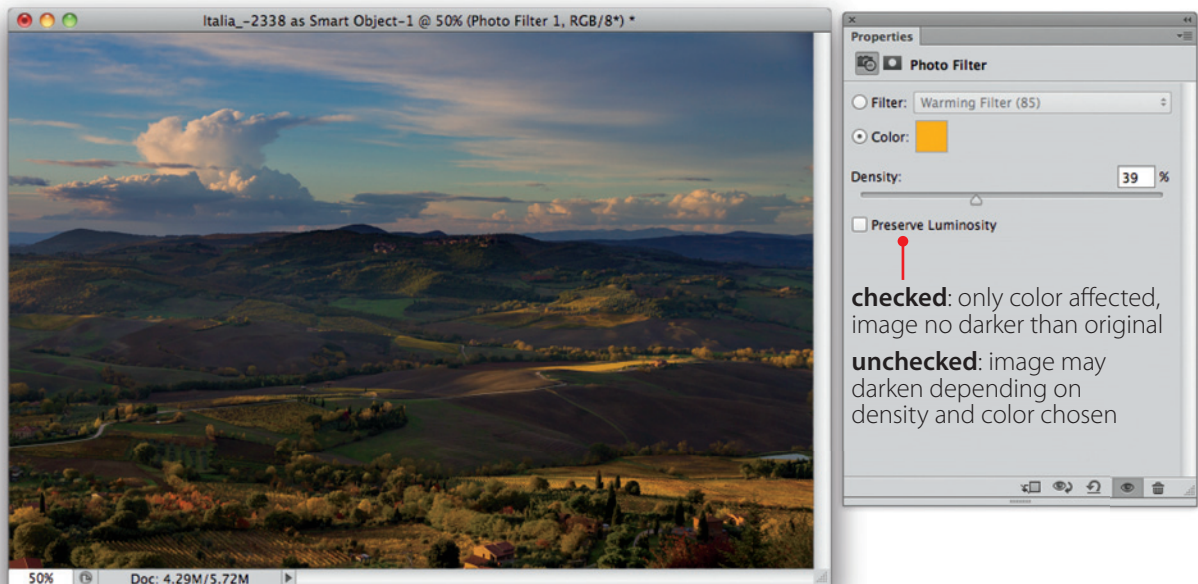 Italia_-2338 as Smart Object-1 @ 50% (Photo Filter 1, RGB/8*) *
50%
Doc: 4.29M/5.72M
Properties
Photo Filter
Filter: Warming Filter (85)
Color:
Density: 39 %
Preserve Luminosity
checked: only color affected,
image no darker than original
unchecked: image may
darken depending on
density and color chosen